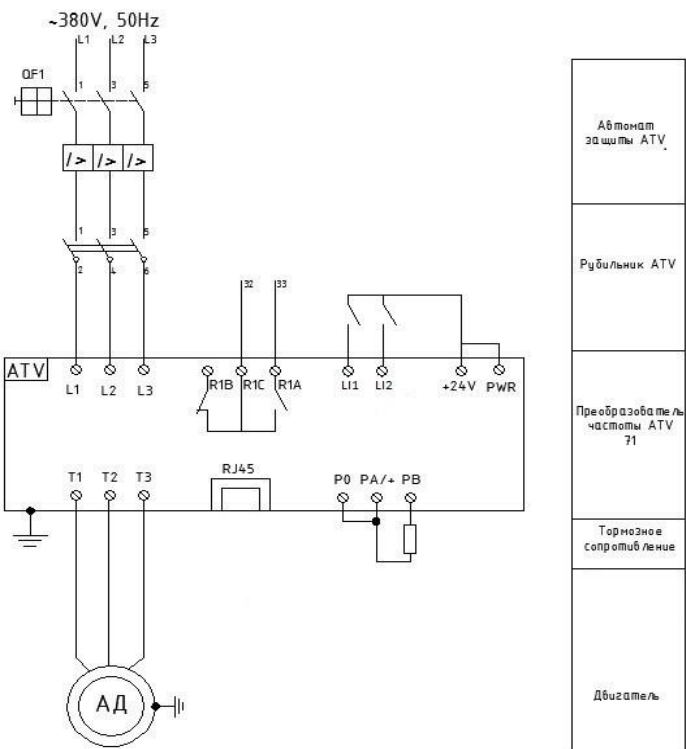 ~380V, 50Hz
L1 L2 L3
QF1
1 3 5
I> I> I>
1 3 5
2 4 6
32 33
ATV
L1 L2 L3 R1B R1C R1A LI1 LI2 +24V PWR
T1 T2 T3 RJ45 P0 PA/+ PB
АД
Автомат
защиты ATV
Рубильник ATV
Преобразователь
частоты ATV
71
Тормозное
сопротивление
Двигатель